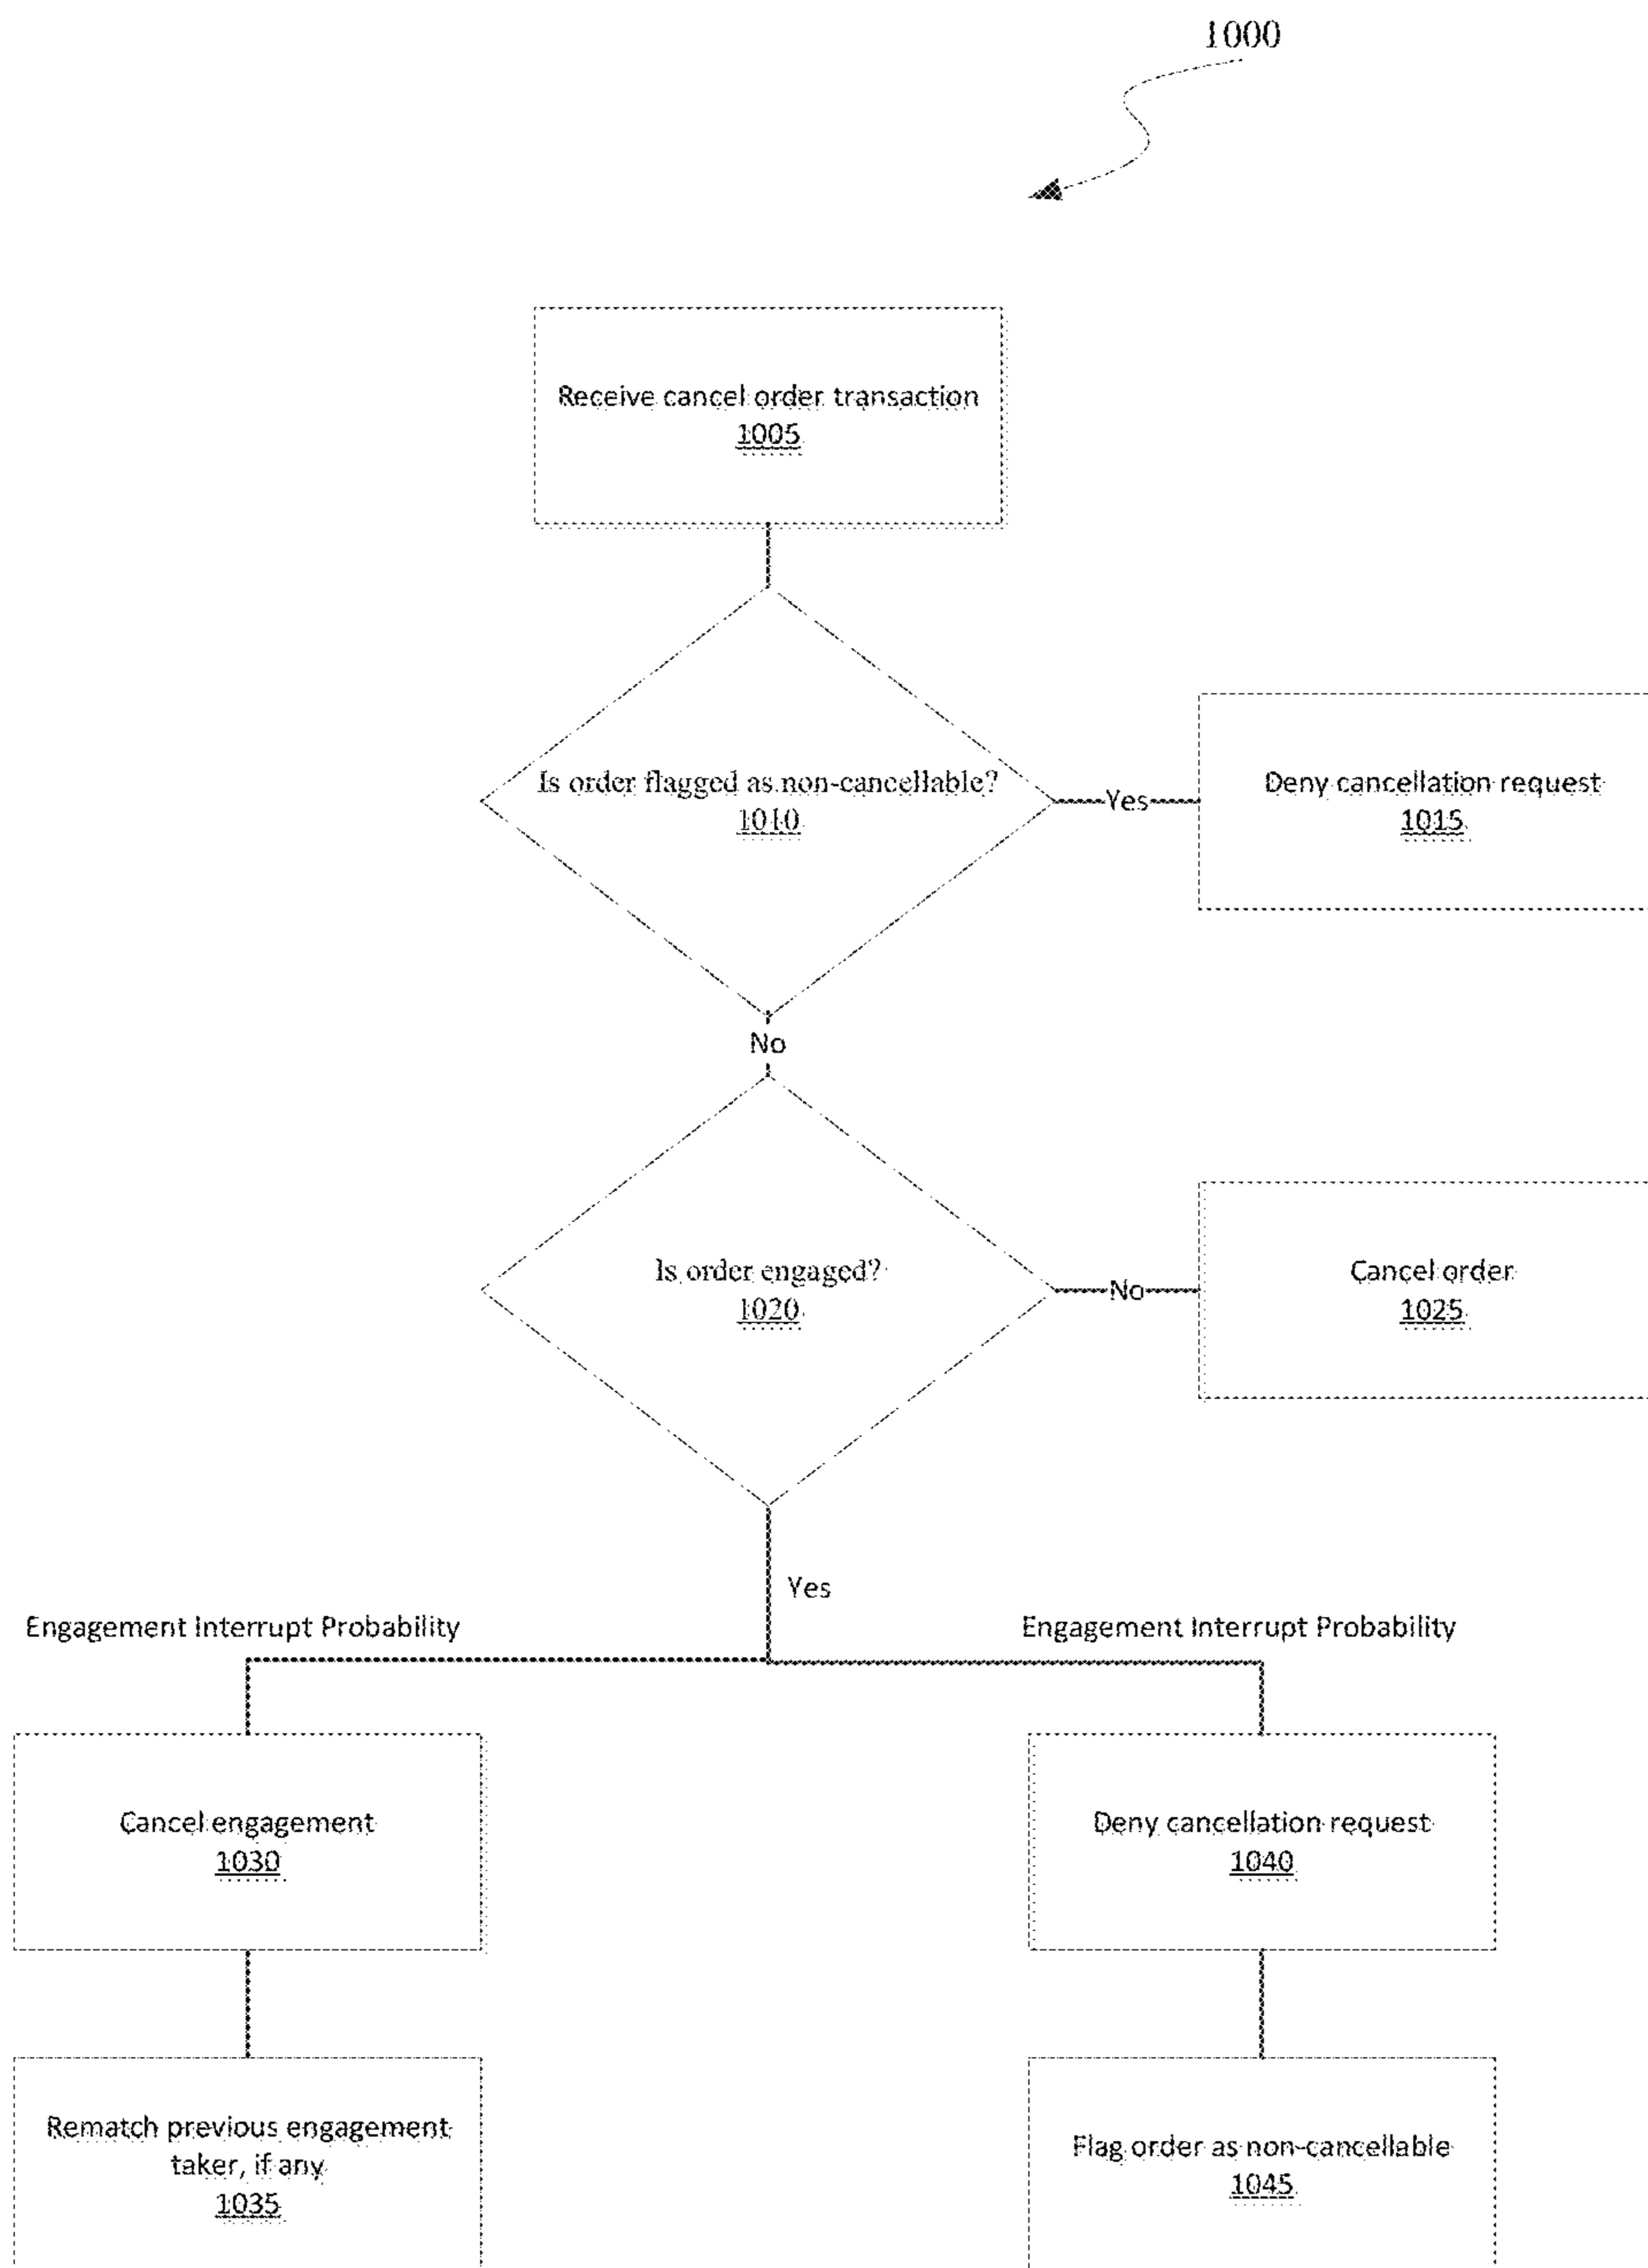 1000
Receive cancel order transaction
1005
Is order flagged as non-cancellable?
1010
Yes
Deny cancellation request
1015
No
Is order engaged?
1020
No
Cancel order
1025
Yes
Engagement Interrupt Probability
Engagement Interrupt Probability
Cancel engagement
1030
Deny cancellation request
1040
Rematch previous engagement
taker, if any
1035
Flag order as non-cancellable
1045